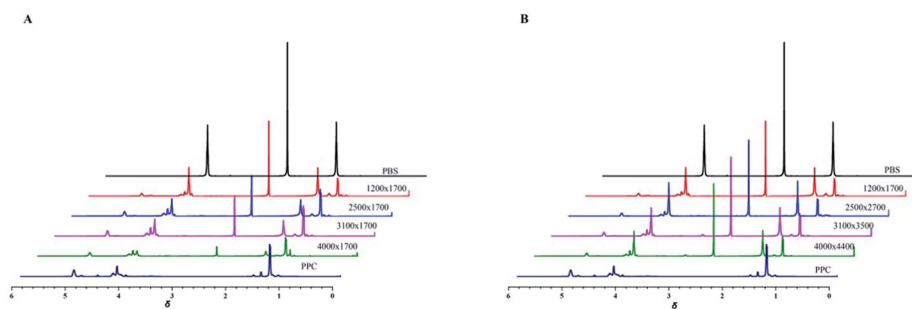 A
PBS
1200x1700
2500x1700
3100x1700
4000x1700
PPC
6 5 4 3 2 1 0
δ
B
PBS
1200x1700
2500x2700
3100x3500
4000x4400
PPC
6 5 4 3 2 1 0
δ